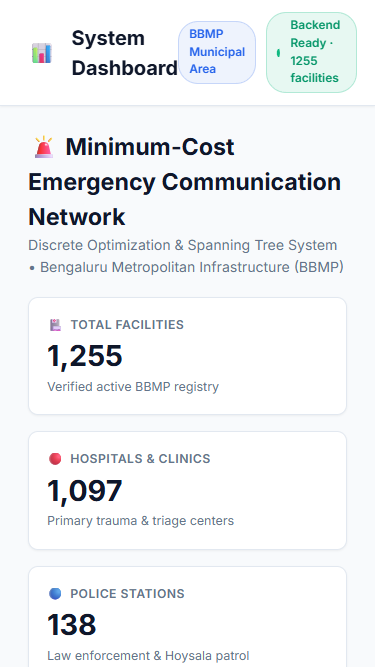 System
Dashboard
BBMP
Municipal
Area
Backend
Ready ·
1255
facilities
Minimum-Cost
Emergency Communication
Network
Discrete Optimization & Spanning Tree System
• Bengaluru Metropolitan Infrastructure (BBMP)
TOTAL FACILITIES
1,255
Verified active BBMP registry
HOSPITALS & CLINICS
1,097
Primary trauma & triage centers
POLICE STATIONS
138
Law enforcement & Hoysala patrol